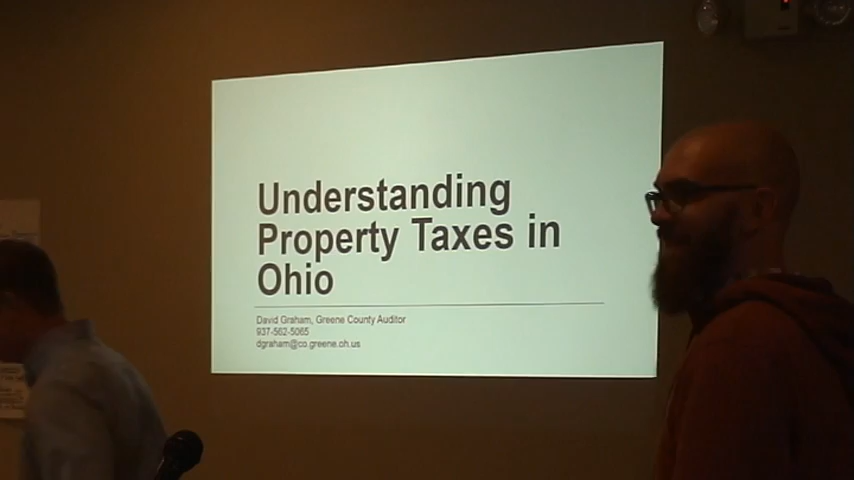 Understanding
Property Taxes in
Ohio
David Graham, Greene County Auditor
937-562-5065
dgraham@co.greene.oh.us